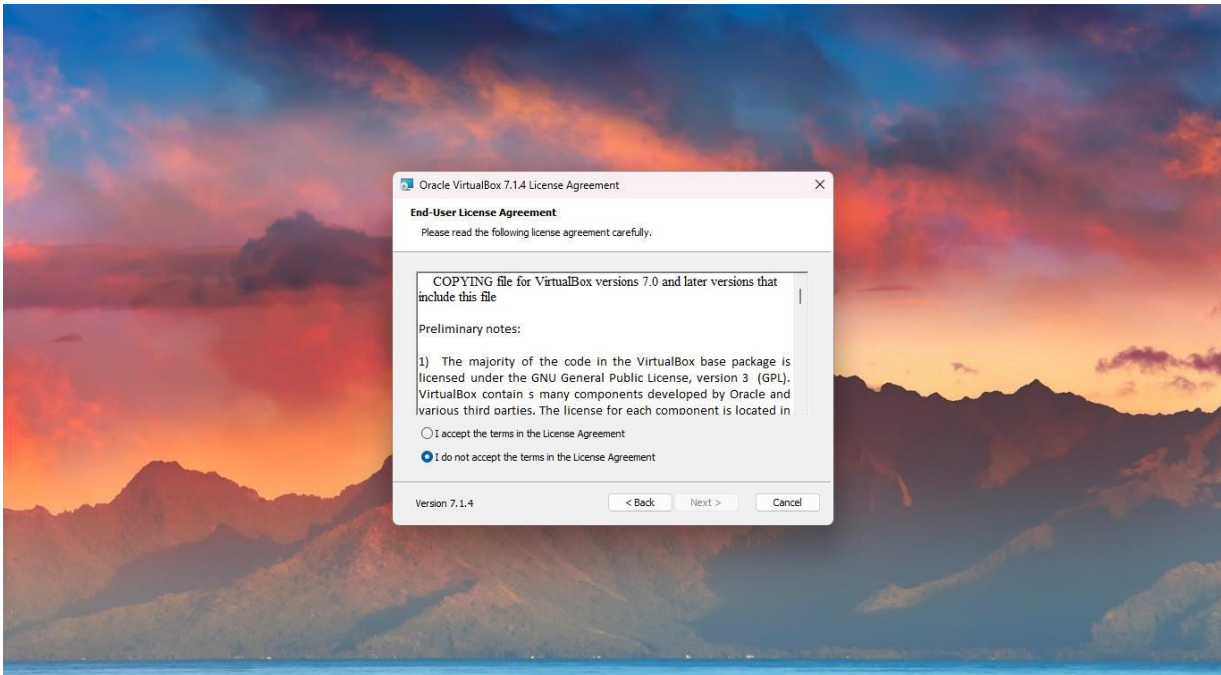 Oracle VirtualBox 7.1.4 License Agreement
End-User License Agreement
Please read the following license agreement carefully.
COPYING file for VirtualBox versions 7.0 and later versions that
include this file
Preliminary notes:
1) The majority of the code in the VirtualBox base package is
licensed under the GNU General Public License, version 3 (GPL).
VirtualBox contain s many components developed by Oracle and
various third parties. The license for each component is located in
I accept the terms in the License Agreement
I do not accept the terms in the License Agreement
Version 7.1.4 < Back Next > Cancel